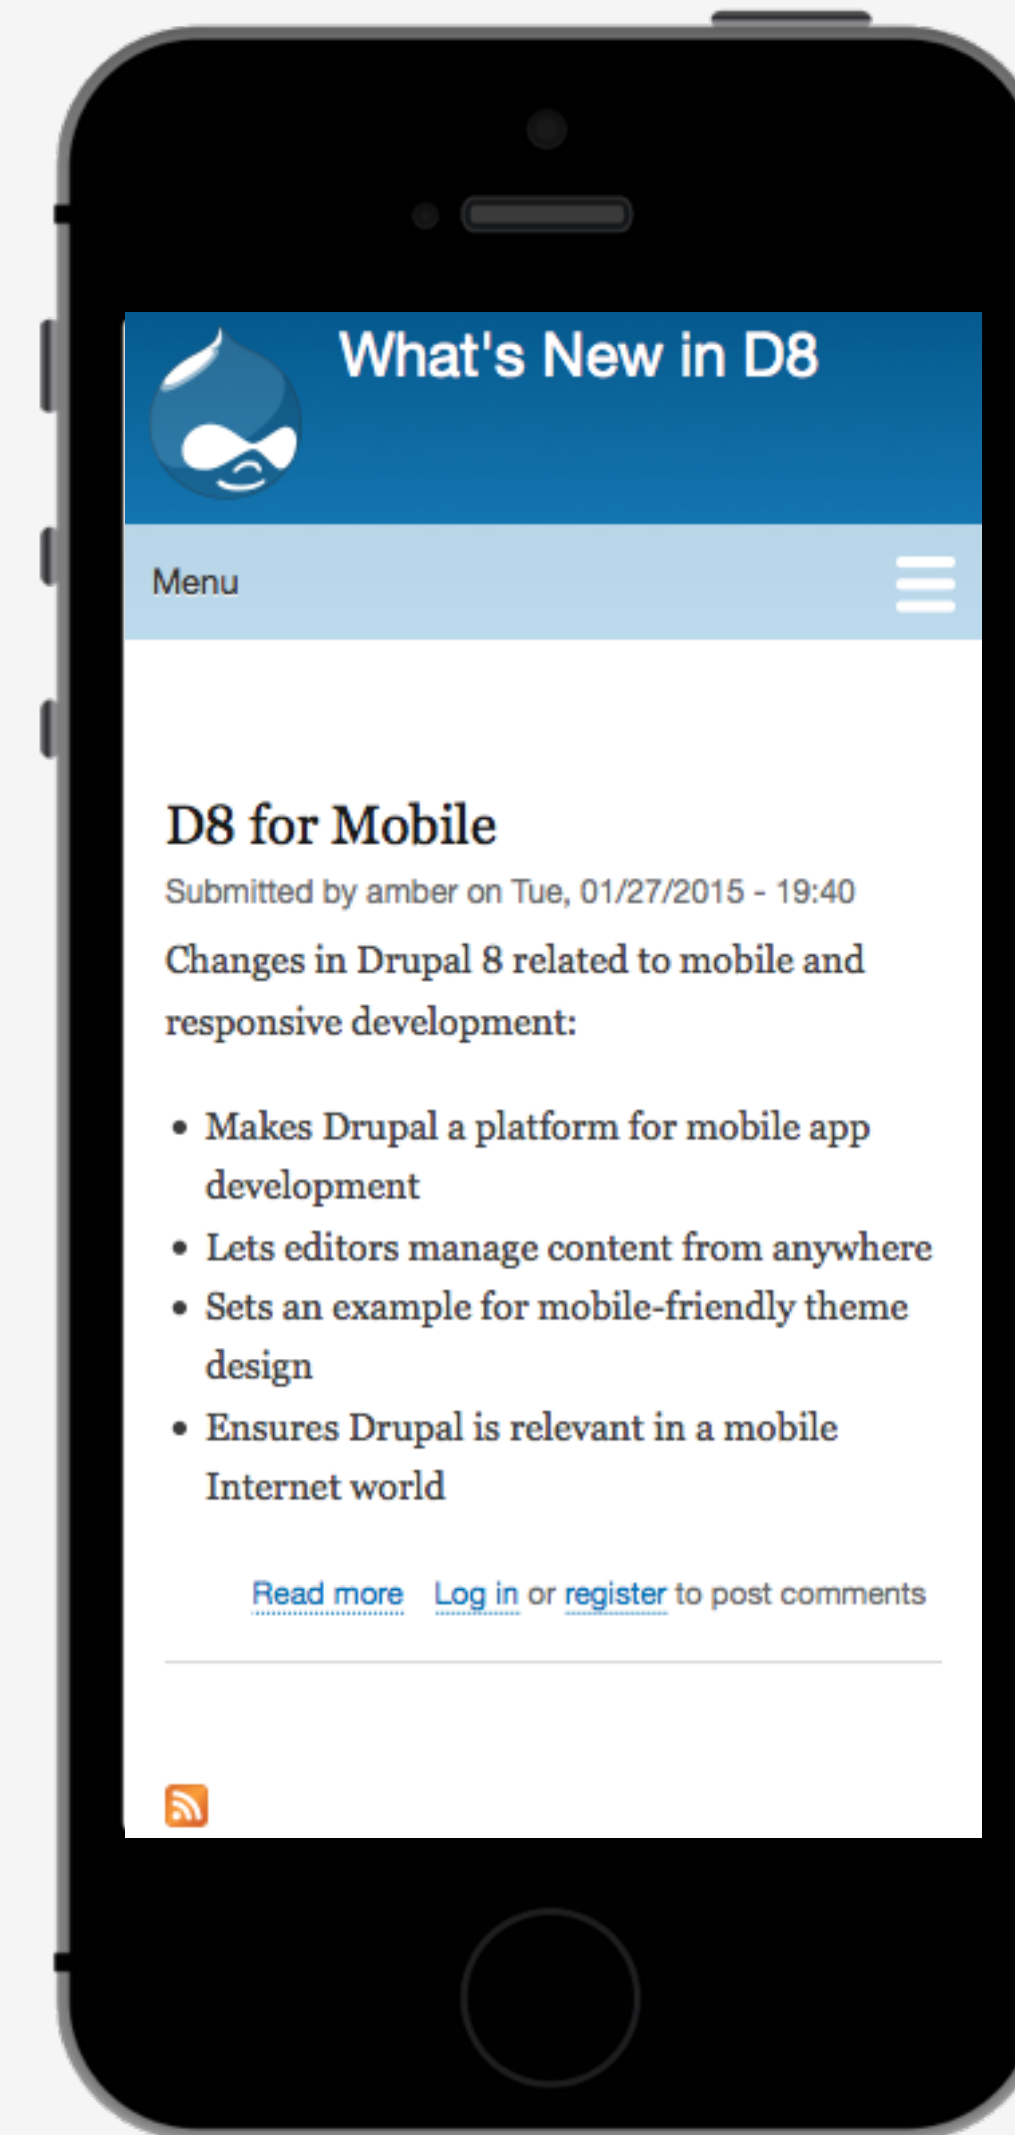 What's New in D8
Menu
D8 for Mobile
Submitted by amber on Tue, 01/27/2015 - 19:40
Changes in Drupal 8 related to mobile and
responsive development:
• Makes Drupal a platform for mobile app
development
• Lets editors manage content from anywhere
• Sets an example for mobile-friendly theme
design
• Ensures Drupal is relevant in a mobile
Internet world
Read more Log in or register to post comments